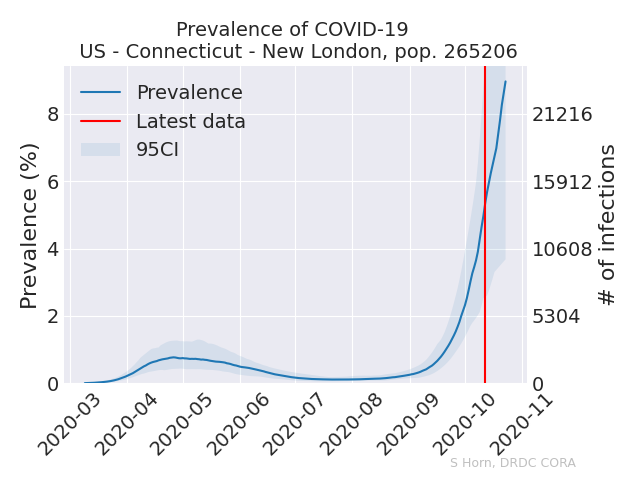 Prevalence of COVID-19
US - Connecticut - New London, pop. 265206
Prevalence
Latest data
95CI
Prevalence (%)
8
6
4
2
0
21216
15912
10608
5304
0
# of infections
2020-03
2020-04
2020-05
2020-06
2020-07
2020-08
2020-09
2020-10
2020-11
S Horn, DRDC CORA